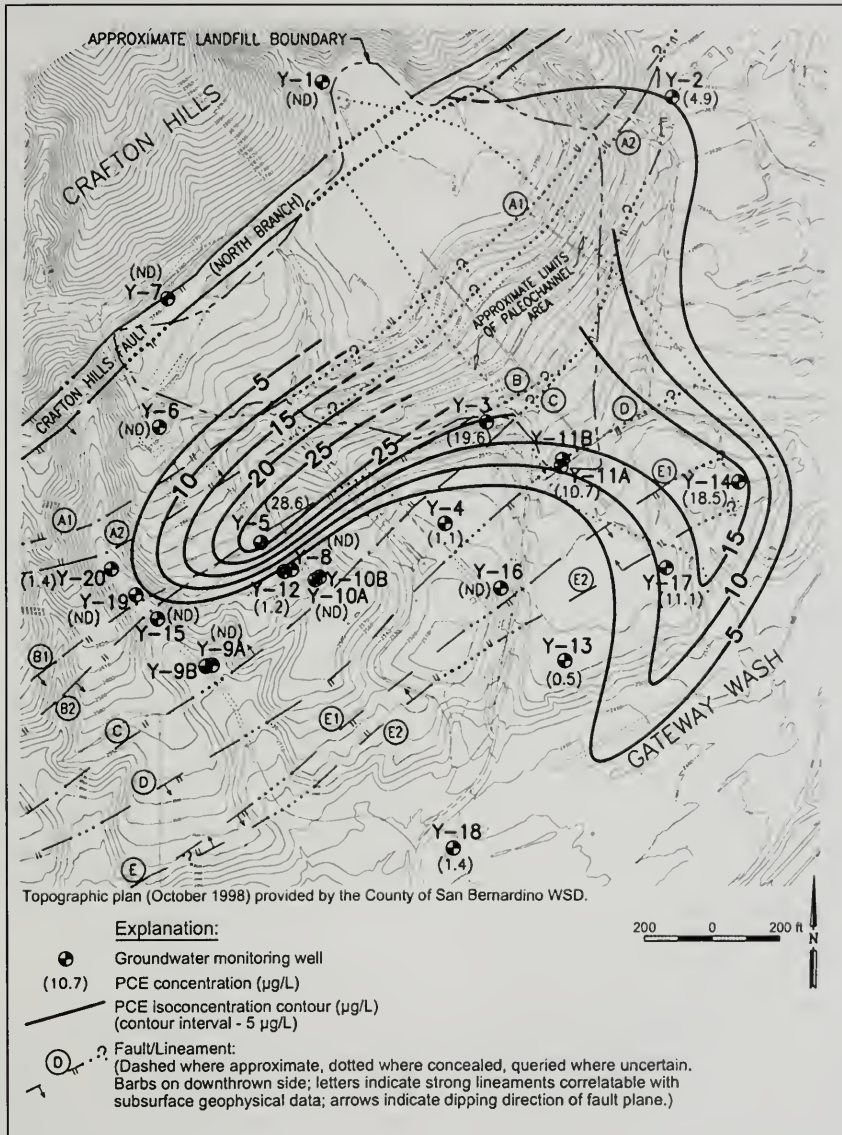 APPROXIMATE LANDFILL BOUNDARY
Y-1
(ND)
Y-2
(4.9)
CRAFTON HILLS
A2
A1
(NORTH BRANCH)
(ND)
Y-7
APPROXIMATE LIMITS
OF PALEOCHANNEL
AREA
CRAFTON HILLS FAULT
5
B
C
D
Y-6
(ND)
15
Y-3
(19.6)
10
20
25
25
Y-11B
Y-11A
(10.7)
E1
Y-14
(18.5)
A1
A2
(28.6)
Y-5
Y-4
(1.1)
(ND)
Y-8
15
(1.4)
Y-20
Y-12
(1.2)
Y-10B
Y-10A
(ND)
Y-16
(ND)
E2
Y-17
(11.1)
10
Y-19
(ND)
(ND)
Y-15
5
(ND)
Y-9A
Y-9B
Y-13
(0.5)
B1
B2
C
E1
E2
GATEWAY WASH
D
Y-18
(1.4)
E
Topographic plan (October 1998) provided by the County of San Bernardino WSD.
Explanation:
200 0 200 ft
N
Groundwater monitoring well
(10.7) PCE concentration (µg/L)
PCE isoconcentration contour (µg/L)
(contour interval - 5 µg/L)
D ? Fault/Lineament:
(Dashed where approximate, dotted where concealed, queried where uncertain.
Barbs on downthrown side; letters indicate strong lineaments correlatable with
subsurface geophysical data; arrows indicate dipping direction of fault plane.)